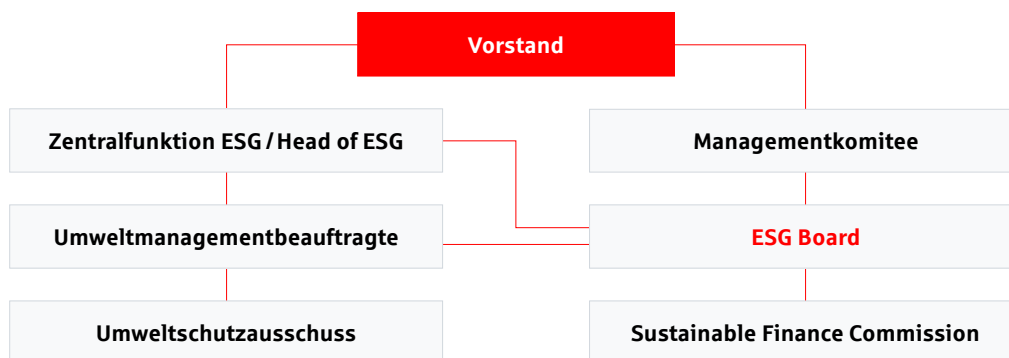 Vorstand
Zentralfunktion ESG / Head of ESG
Managementkomitee
Umweltmanagementbeauftragte
ESG Board
Umweltschutzausschuss
Sustainable Finance Commission